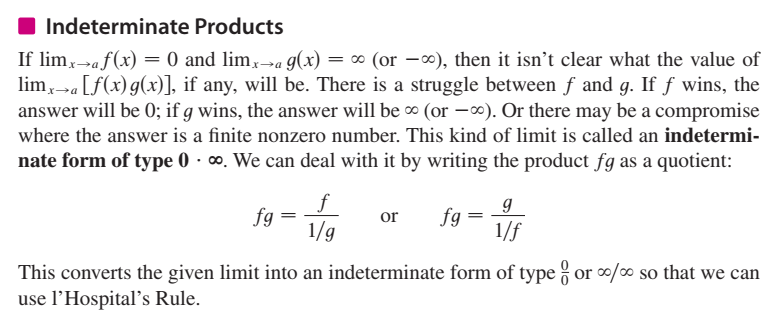 Indeterminate Products
If limₓ→ₐ f(x) = 0 and limₓ→ₐ g(x) = ∞ (or −∞), then it isn't clear what the value of
limₓ→ₐ [f(x)g(x)], if any, will be. There is a struggle between f and g. If f wins, the
answer will be 0; if g wins, the answer will be ∞ (or −∞). Or there may be a compromise
where the answer is a finite nonzero number. This kind of limit is called an indetermi-
nate form of type 0 · ∞. We can deal with it by writing the product fg as a quotient:
fg = f/(1/g) or fg = g/(1/f)
This converts the given limit into an indeterminate form of type 0/0 or ∞/∞ so that we can
use l'Hospital's Rule.